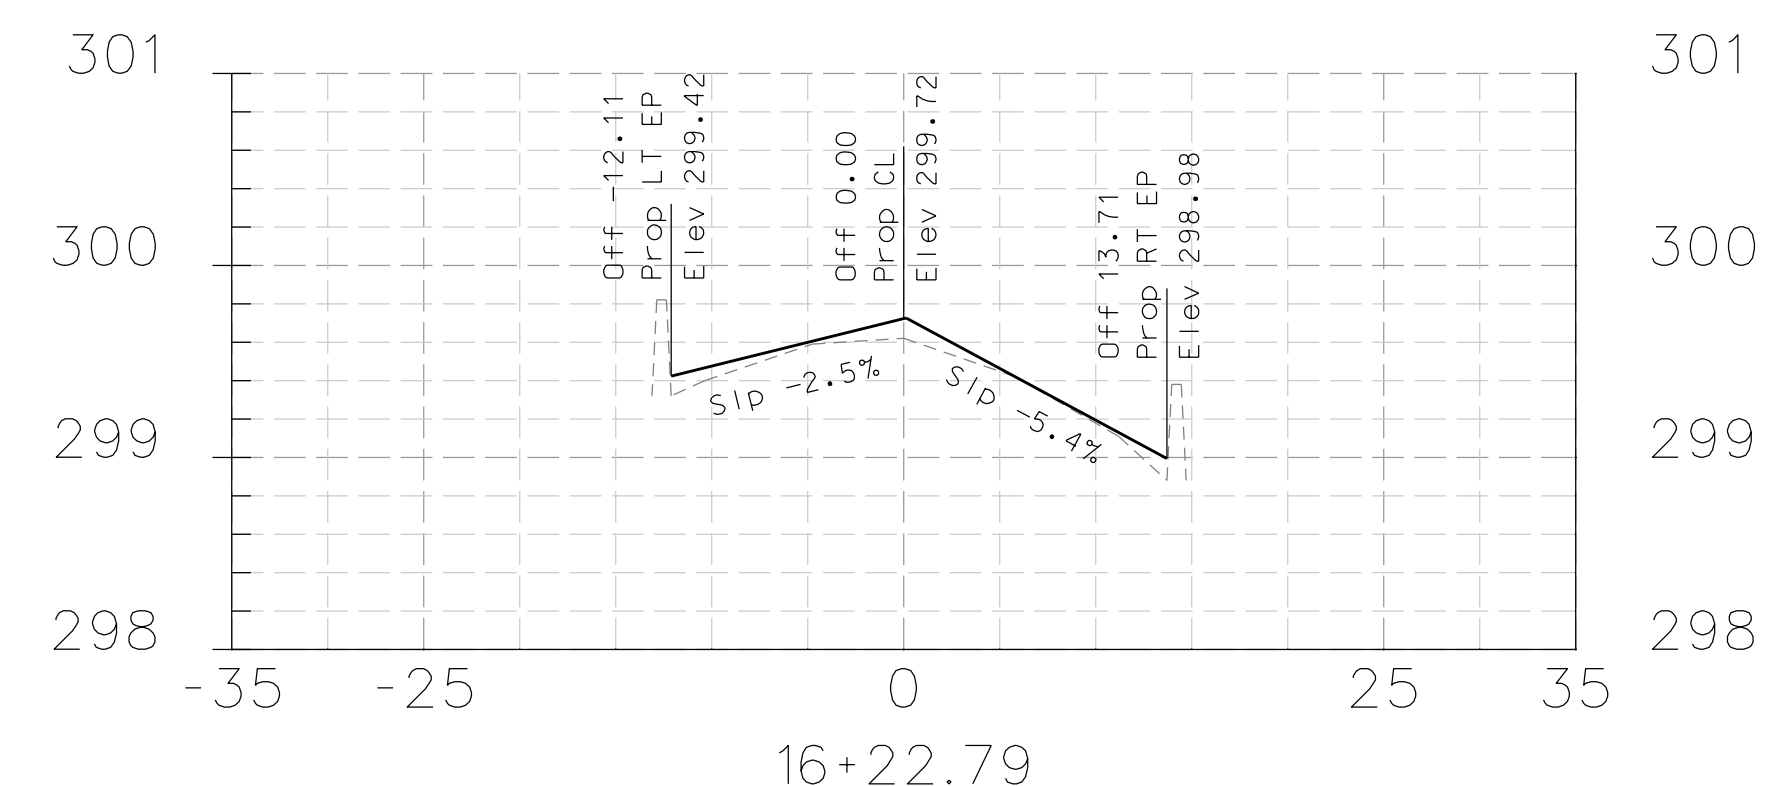 301
301
Off -12.11
Prop LT EP
Elev 299.42
Off 0.00
Prop CL
Elev 299.72
Off 13.71
Prop RT EP
Elev 298.98
300
300
Slp -2.5%
Slp -5.4%
299
299
298
298
-35 -25 0 25 35
16+22.79